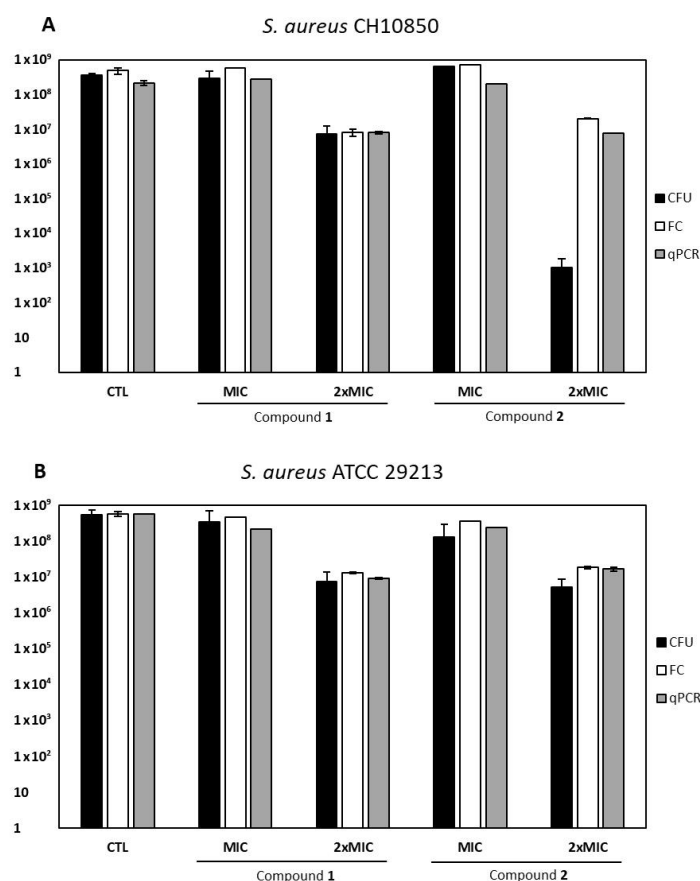 A
S. aureus CH10850
1x10⁹
1x10⁸
1x10⁷
1x10⁶
1x10⁵
1x10⁴
1x10³
1x10²
10
1
CFU
FC
qPCR
CTL MIC 2xMIC MIC 2xMIC
Compound 1 Compound 2
B
S. aureus ATCC 29213
1x10⁹
1x10⁸
1x10⁷
1x10⁶
1x10⁵
1x10⁴
1x10³
1x10²
10
1
CFU
FC
qPCR
CTL MIC 2xMIC MIC 2xMIC
Compound 1 Compound 2